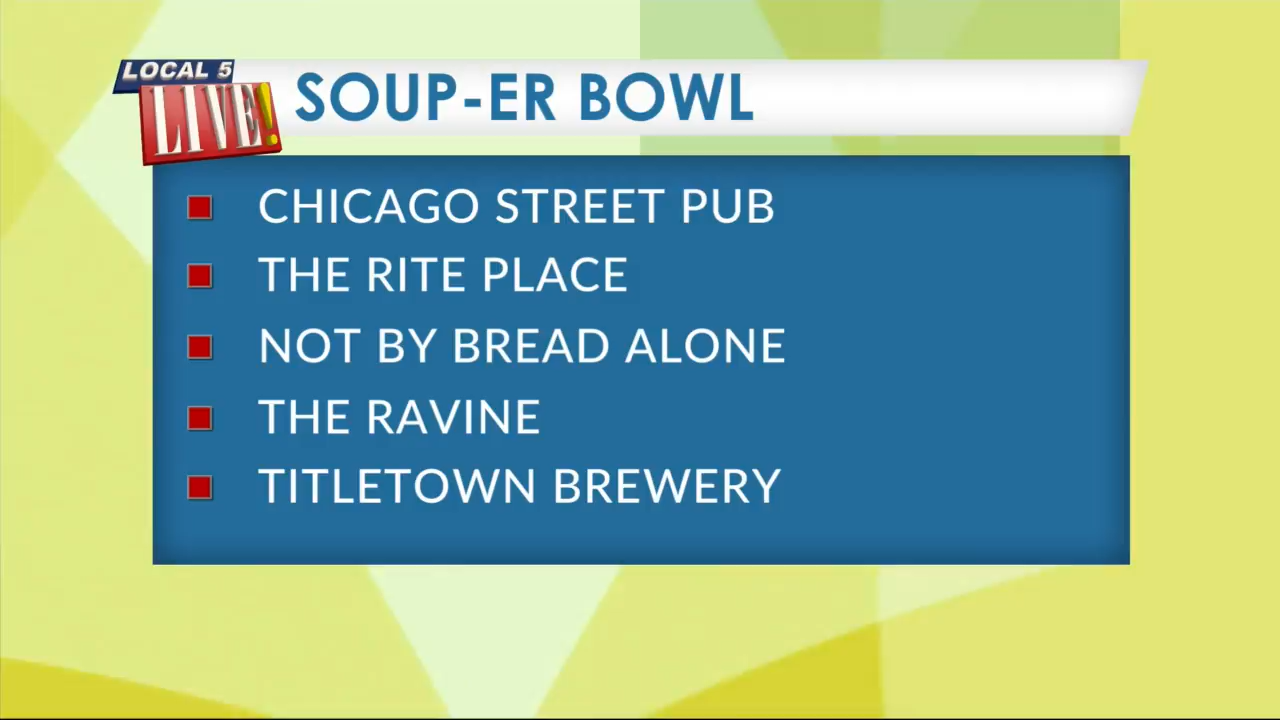 LOCAL 5
LIVE!
SOUP-ER BOWL
CHICAGO STREET PUB
THE RITE PLACE
NOT BY BREAD ALONE
THE RAVINE
TITLETOWN BREWERY